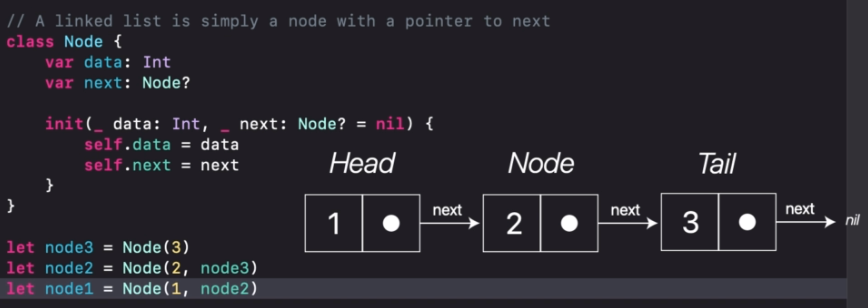 // A linked list is simply a node with a pointer to next
class Node {
    var data: Int
    var next: Node?

    init(_ data: Int, _ next: Node? = nil) {
        self.data = data
        self.next = next
    }
}

let node3 = Node(3)
let node2 = Node(2, node3)
let node1 = Node(1, node2)
Head Node Tail
1 next 2 next 3 next nil